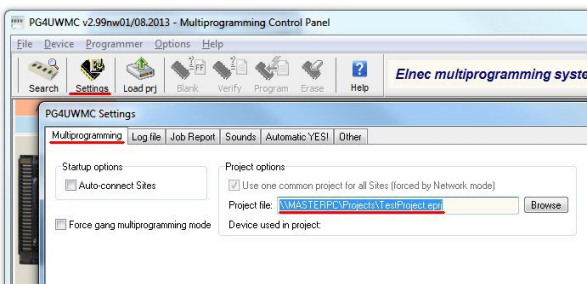 PG4UWMC v2.99nw01/08.2013 - Multiprogramming Control Panel
File Device Programmer Options Help
Search Settings Load prj Blank Verify Program Erase Help
Elnec multiprogramming syste
PG4UWMC Settings
Multiprogramming Log file Job Report Sounds Automatic YES! Other
Startup options
Auto-connect Sites
Force gang multiprogramming mode
Project options
Use one common project for all Sites (forced by Network mode)
Project file: \\MASTERPC\Projects\TestProject.eprj Browse
Device used in project: